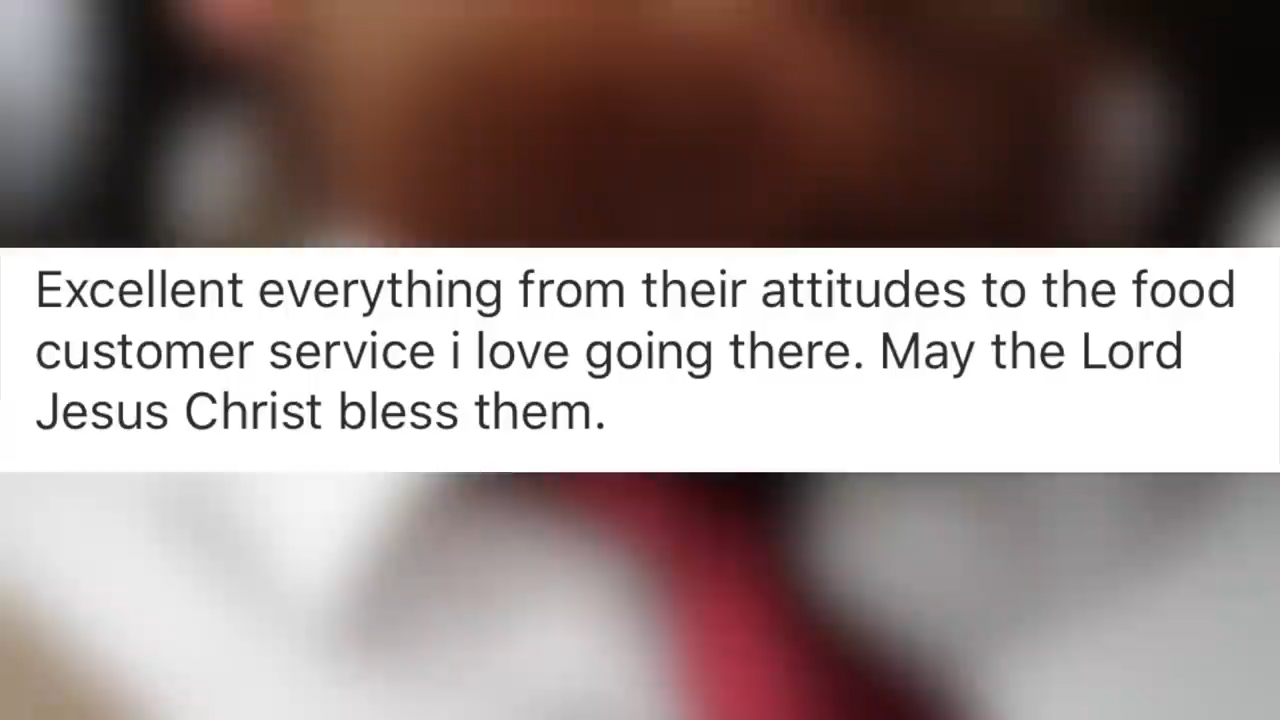 Excellent everything from their attitudes to the food
customer service i love going there. May the Lord
Jesus Christ bless them.